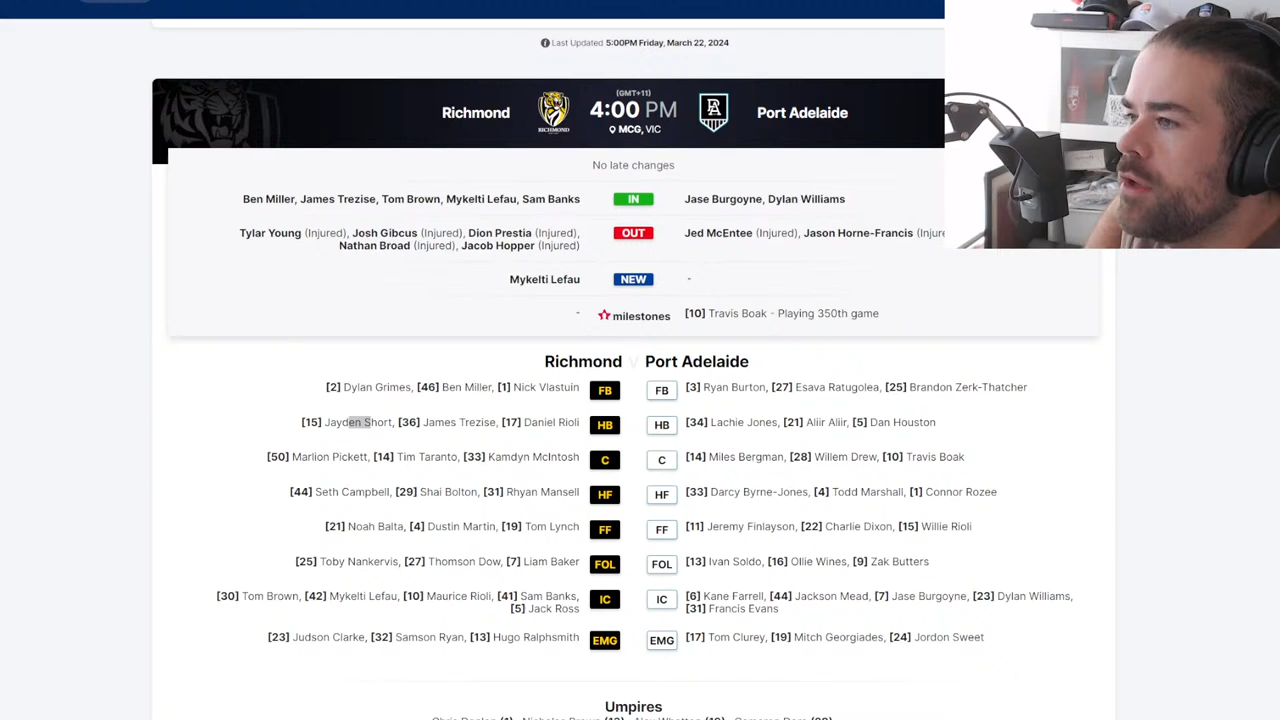 Last Updated 5:00PM Friday, March 22, 2024
(GMT+11)
Richmond RICHMOND 4:00 PM PA Port Adelaide
MCG, VIC
No late changes
Ben Miller, James Trezise, Tom Brown, Mykelti Lefau, Sam Banks IN Jase Burgoyne, Dylan Williams
Tylar Young (Injured), Josh Gibcus (Injured), Dion Prestia (Injured), OUT Jed McEntee (Injured), Jason Horne-Francis (Injure
Nathan Broad (Injured), Jacob Hopper (Injured)
Mykelti Lefau NEW -
- milestones [10] Travis Boak - Playing 350th game
Richmond V Port Adelaide
[2] Dylan Grimes, [46] Ben Miller, [1] Nick Vlastuin FB FB [3] Ryan Burton, [27] Esava Ratugolea, [25] Brandon Zerk-Thatcher
[15] Jayden Short, [36] James Trezise, [17] Daniel Rioli HB HB [34] Lachie Jones, [21] Aliir Aliir, [5] Dan Houston
[50] Marlion Pickett, [14] Tim Taranto, [33] Kamdyn McIntosh C C [14] Miles Bergman, [28] Willem Drew, [10] Travis Boak
[44] Seth Campbell, [29] Shai Bolton, [31] Rhyan Mansell HF HF [33] Darcy Byrne-Jones, [4] Todd Marshall, [1] Connor Rozee
[21] Noah Balta, [4] Dustin Martin, [19] Tom Lynch FF FF [11] Jeremy Finlayson, [22] Charlie Dixon, [15] Willie Rioli
[25] Toby Nankervis, [27] Thomson Dow, [7] Liam Baker FOL FOL [13] Ivan Soldo, [16] Ollie Wines, [9] Zak Butters
[30] Tom Brown, [42] Mykelti Lefau, [10] Maurice Rioli, [41] Sam Banks, IC IC [6] Kane Farrell, [44] Jackson Mead, [7] Jase Burgoyne, [23] Dylan Williams,
[5] Jack Ross [31] Francis Evans
[23] Judson Clarke, [32] Samson Ryan, [13] Hugo Ralphsmith EMG EMG [17] Tom Clurey, [19] Mitch Georgiades, [24] Jordon Sweet
Umpires